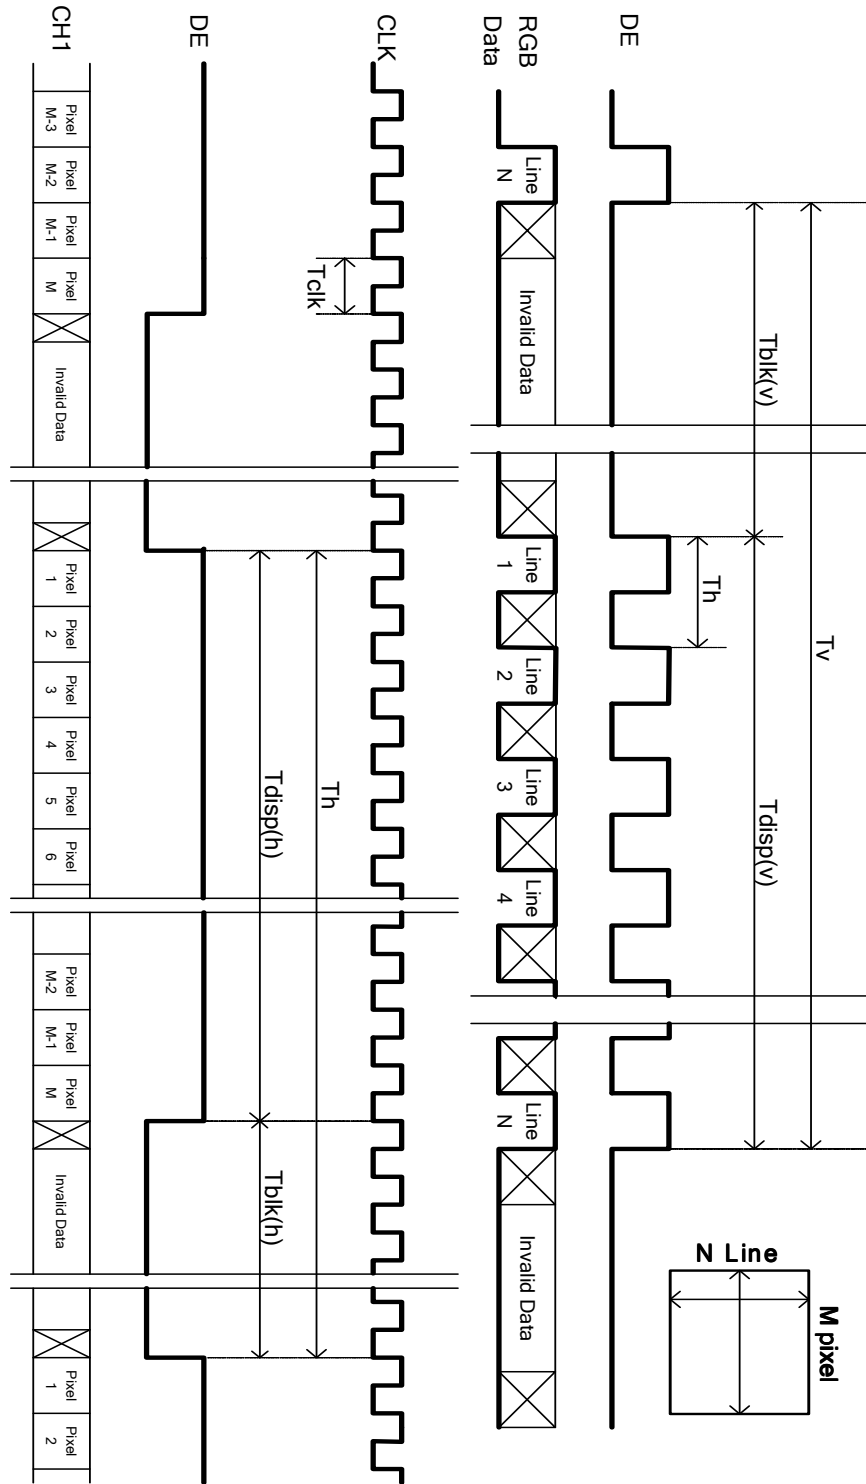 Tv
Tblk(v)
Tdisp(v)
Th
DE
RGB
Data
Line
N
Invalid Data
Line
1
Line
2
Line
3
Line
4
Line
N
Invalid Data
N Line
M pixel
CLK
Tclk
Th
Tdisp(h)
Tblk(h)
DE
CH1
Pixel
M-3
Pixel
M-2
Pixel
M-1
Pixel
M
Invalid Data
Pixel
1
Pixel
2
Pixel
3
Pixel
4
Pixel
5
Pixel
6
Pixel
M-2
Pixel
M-1
Pixel
M
Invalid Data
Pixel
1
Pixel
2